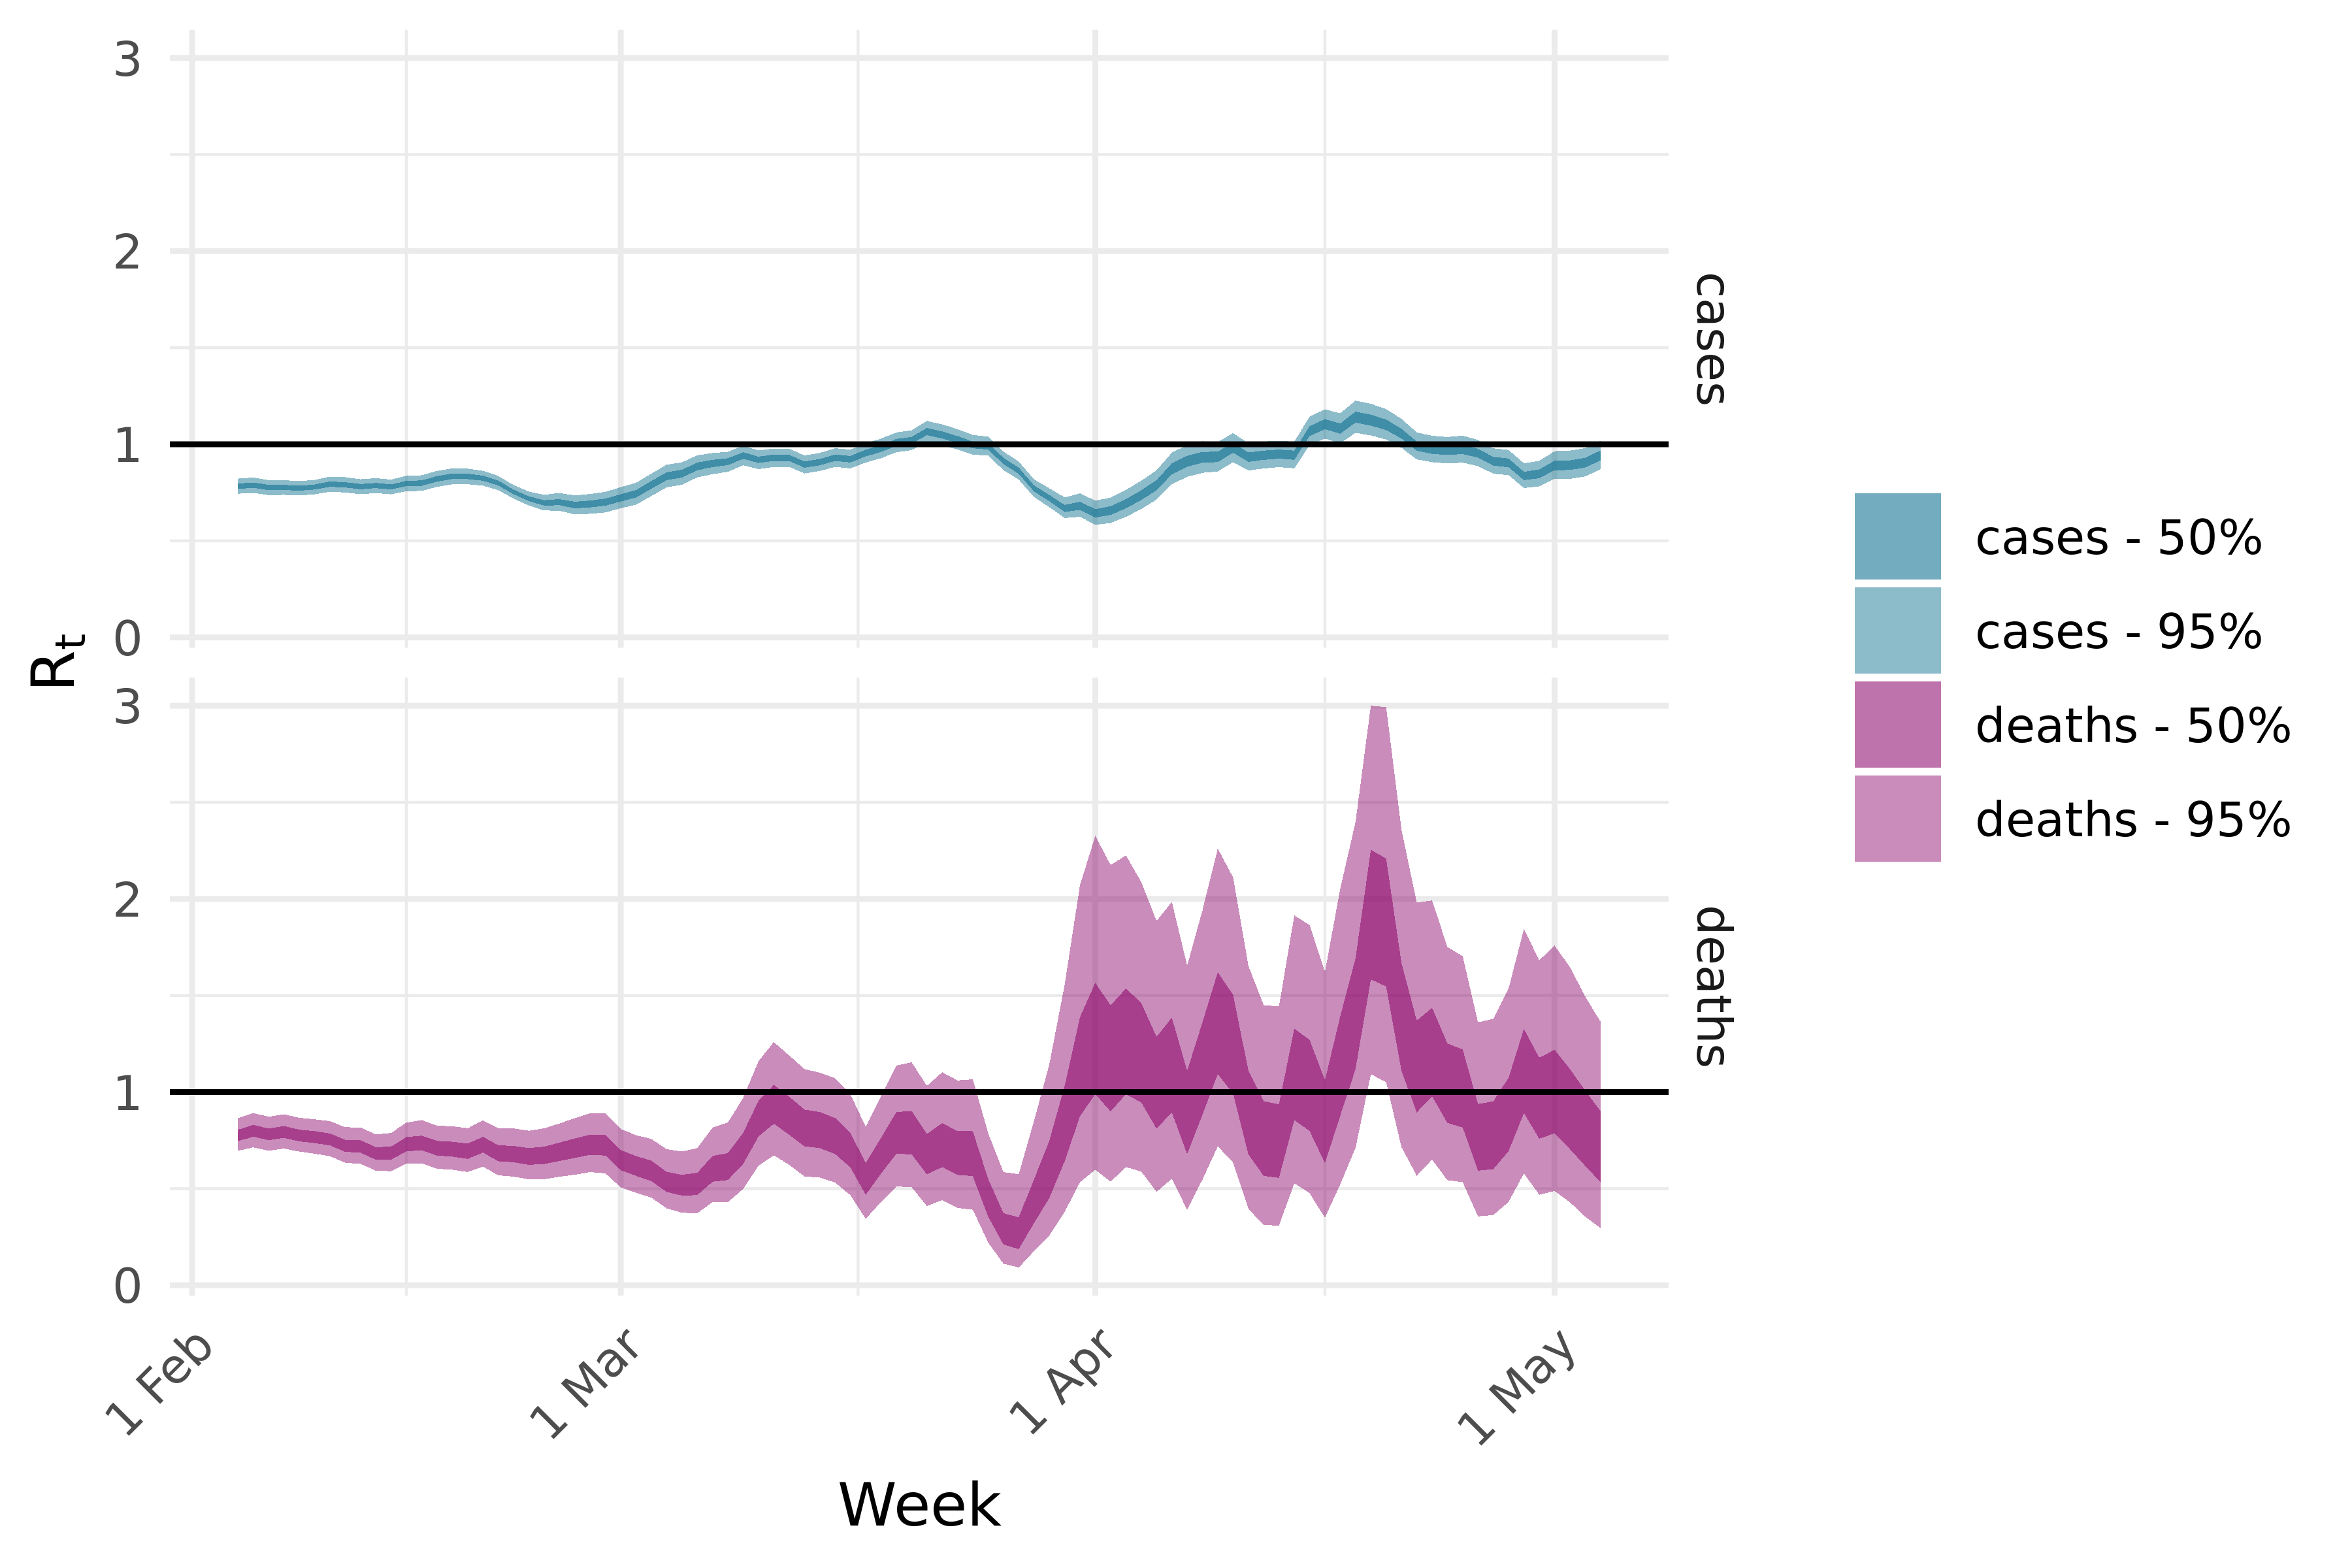 3
2
1
0
cases
3
2
1
0
deaths
Rt
1 Feb
1 Mar
1 Apr
1 May
Week
cases - 50%
cases - 95%
deaths - 50%
deaths - 95%